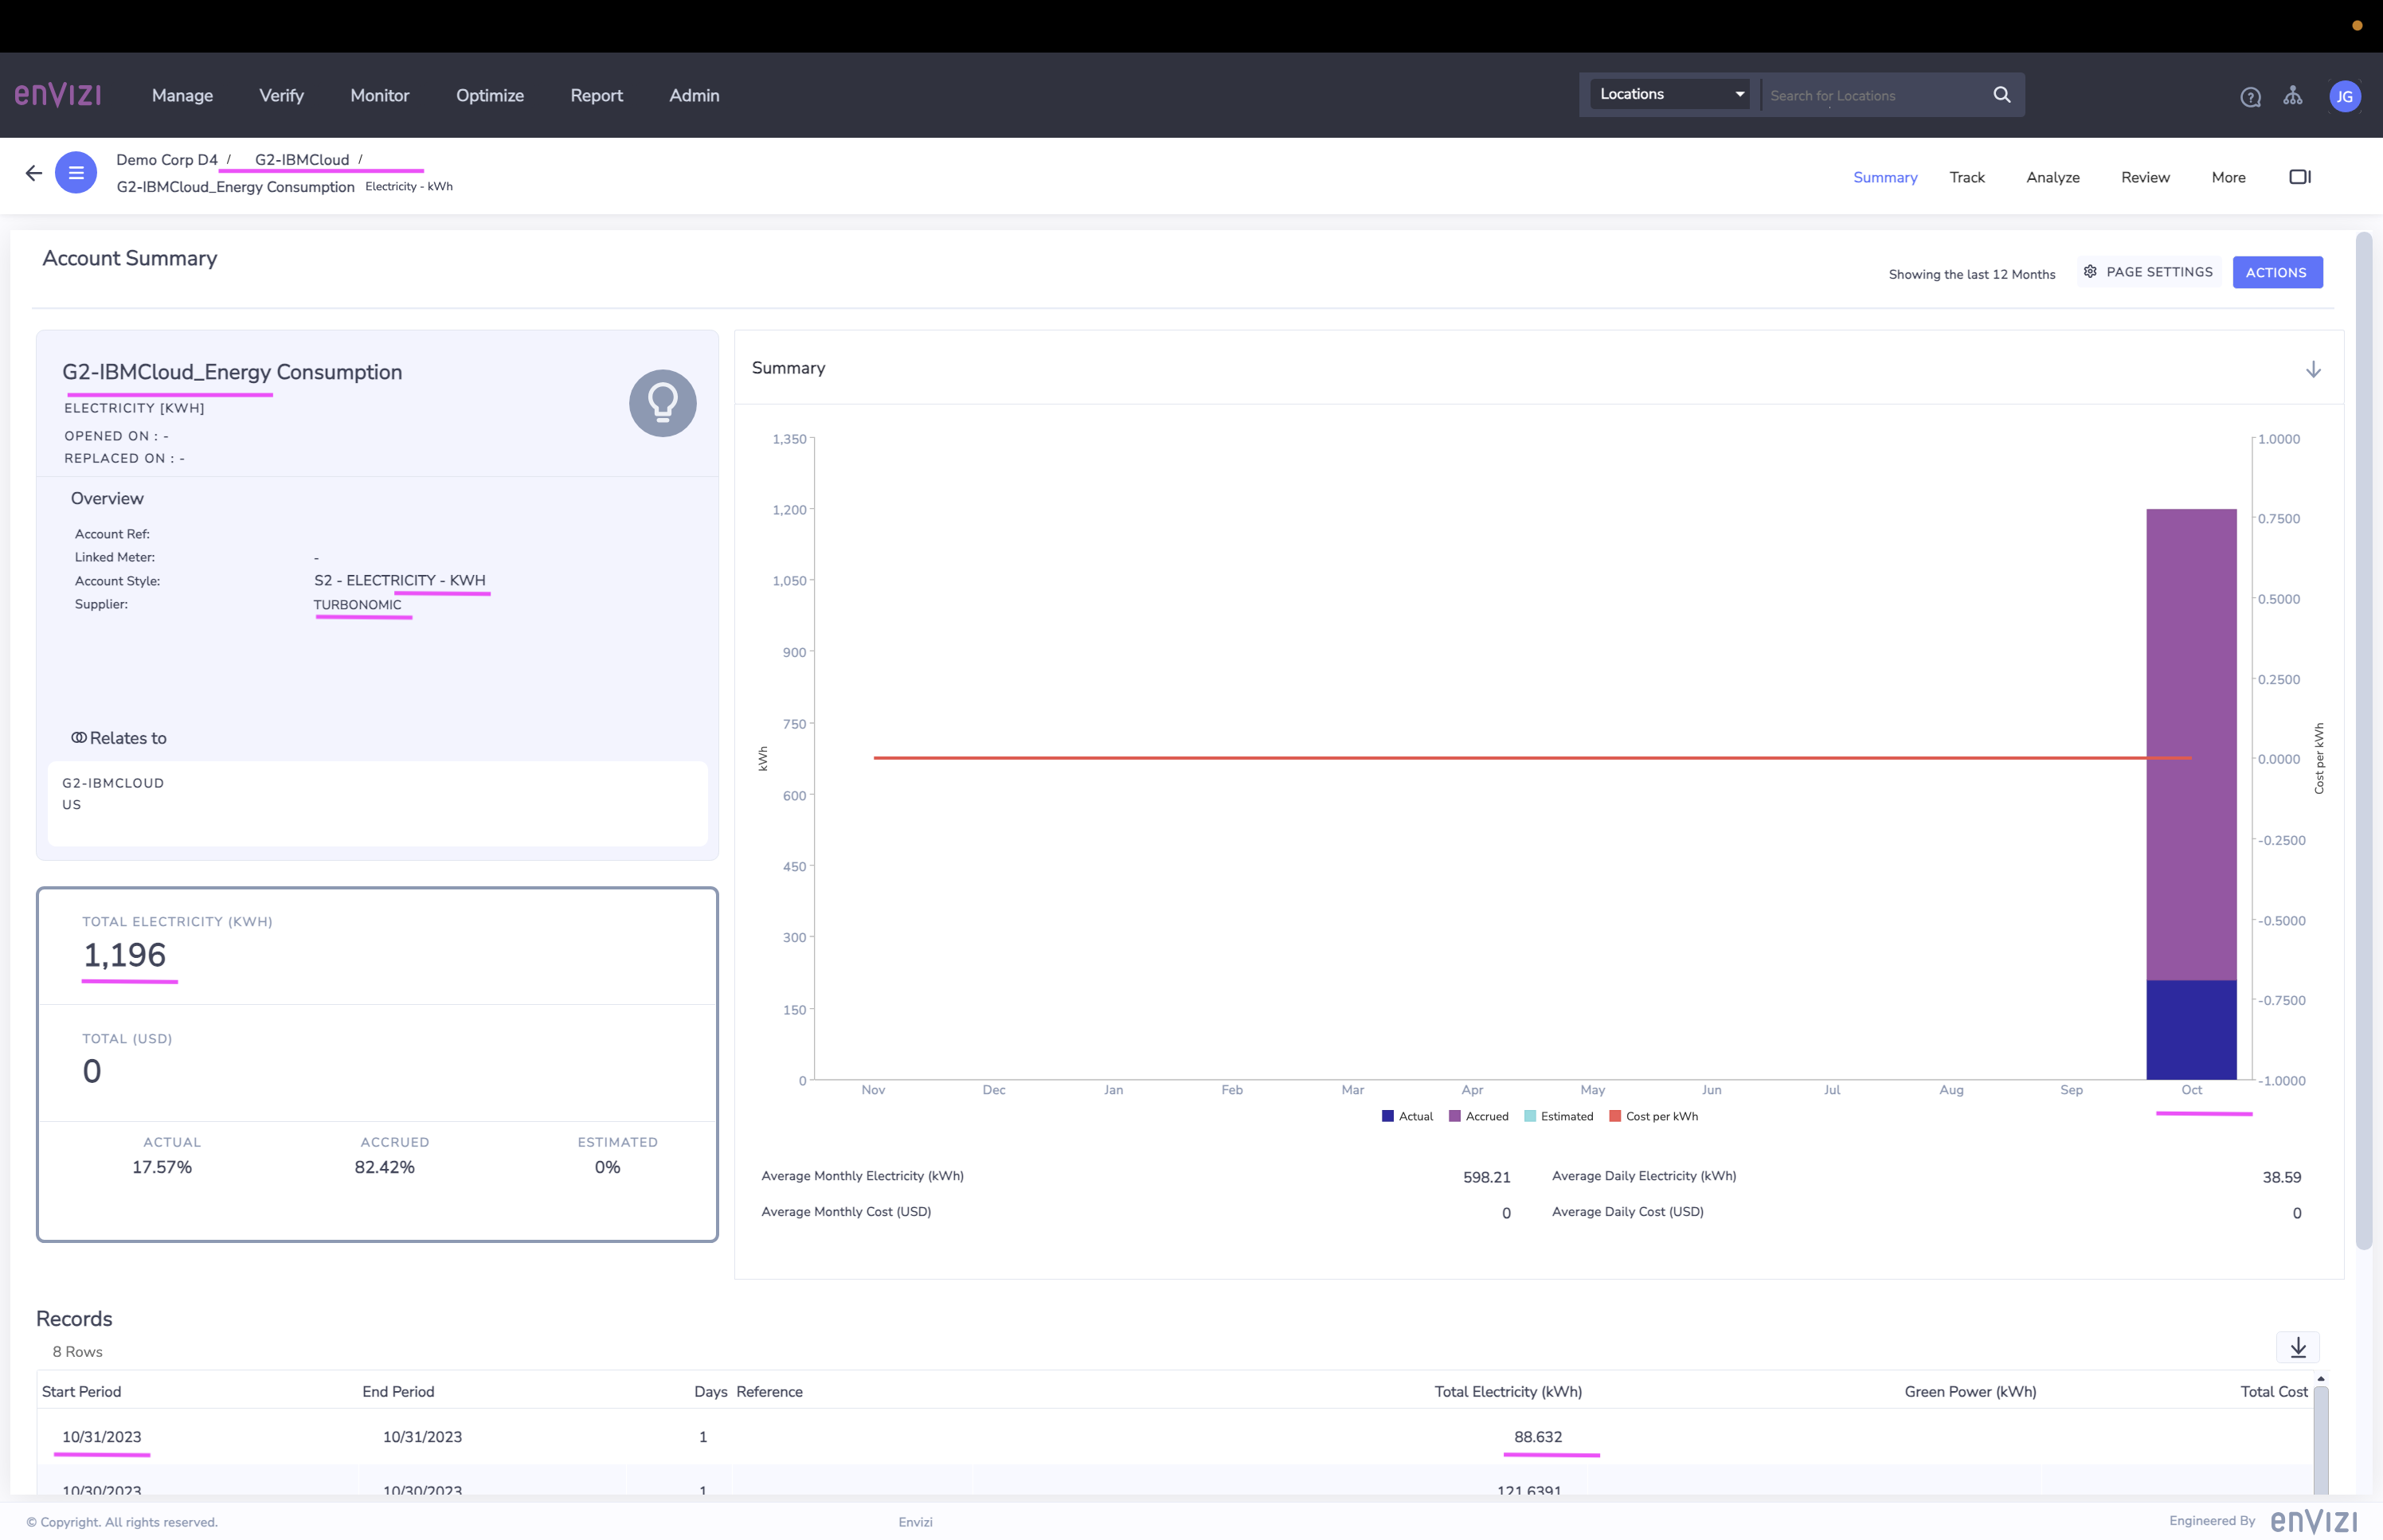 enVIZI Manage Verify Monitor Optimize Report Admin Locations Search for Locations ? JG
Demo Corp D4 / G2-IBMCloud /
G2-IBMCloud_Energy Consumption Electricity - kWh
Summary Track Analyze Review More
Account Summary
Showing the last 12 Months PAGE SETTINGS ACTIONS
G2-IBMCloud_Energy Consumption
ELECTRICITY [KWH]
OPENED ON : -
REPLACED ON : -
Overview
Account Ref:
Linked Meter: -
Account Style: S2 - ELECTRICITY - KWH
Supplier: TURBONOMIC
Relates to
G2-IBMCLOUD
US
TOTAL ELECTRICITY (KWH)
1,196
TOTAL (USD)
0
ACTUAL ACCRUED ESTIMATED
17.57% 82.42% 0%
Summary
1,350
1,200
1,050
900
750
600
450
300
150
0
kWh
1.0000
0.7500
0.5000
0.2500
0.0000
-0.2500
-0.5000
-0.7500
-1.0000
Cost per kWh
Nov Dec Jan Feb Mar Apr May Jun Jul Aug Sep Oct
Actual Accrued Estimated Cost per kWh
Average Monthly Electricity (kWh) 598.21 Average Daily Electricity (kWh) 38.59
Average Monthly Cost (USD) 0 Average Daily Cost (USD) 0
Records
8 Rows
Start Period End Period Days Reference Total Electricity (kWh) Green Power (kWh) Total Cost
10/31/2023 10/31/2023 1 88.632
10/30/2023 10/30/2023 1 121.6391
© Copyright. All rights reserved. Envizi Engineered By enVIZI